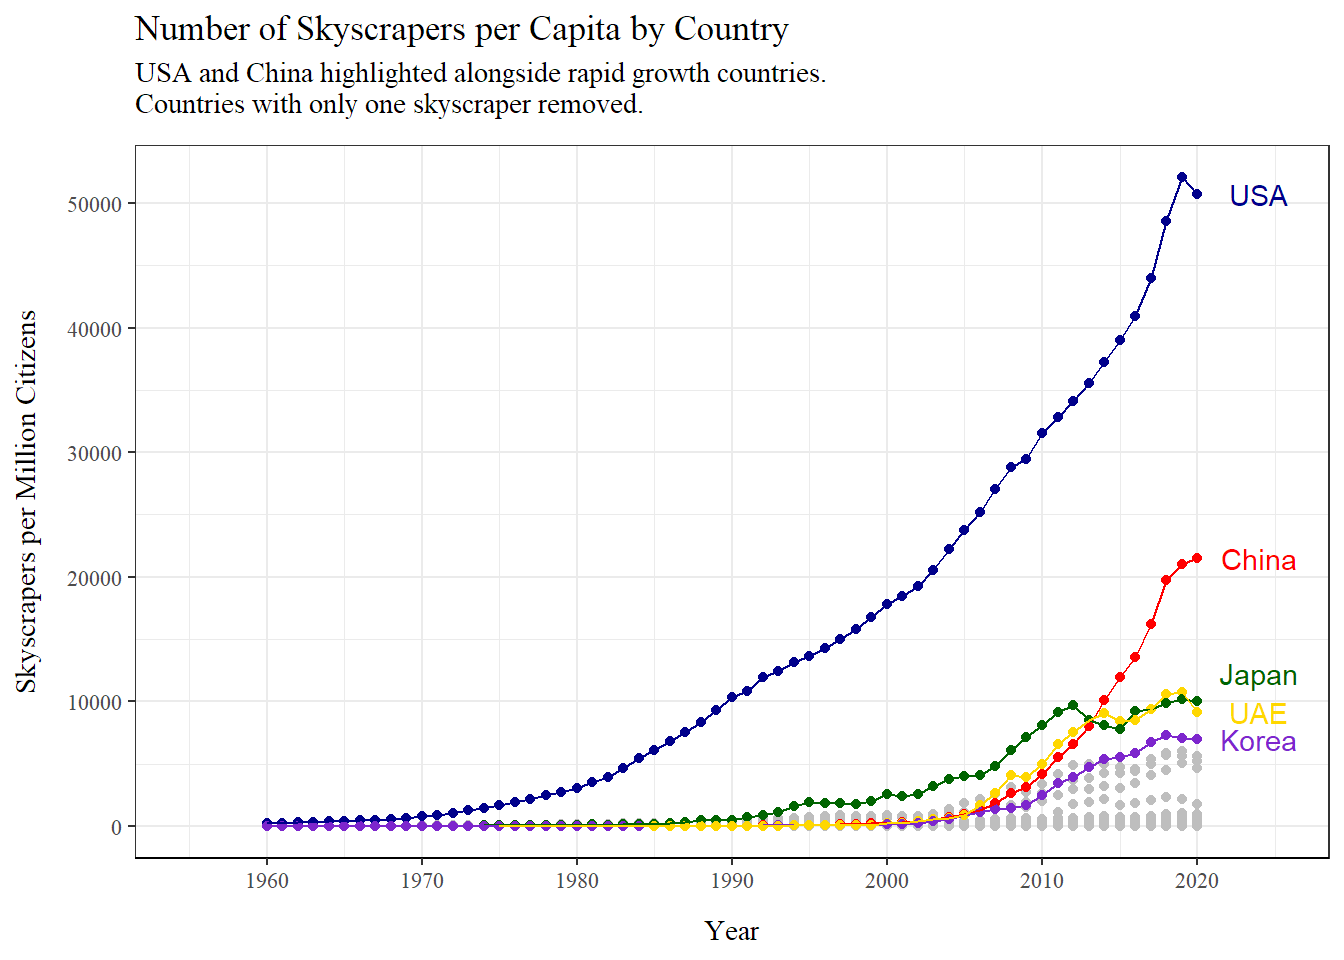 Number of Skyscrapers per Capita by Country
USA and China highlighted alongside rapid growth countries.
Countries with only one skyscraper removed.
Skyscrapers per Million Citizens
50000
40000
30000
20000
10000
0
USA
China
Japan
UAE
Korea
1960 1970 1980 1990 2000 2010 2020
Year